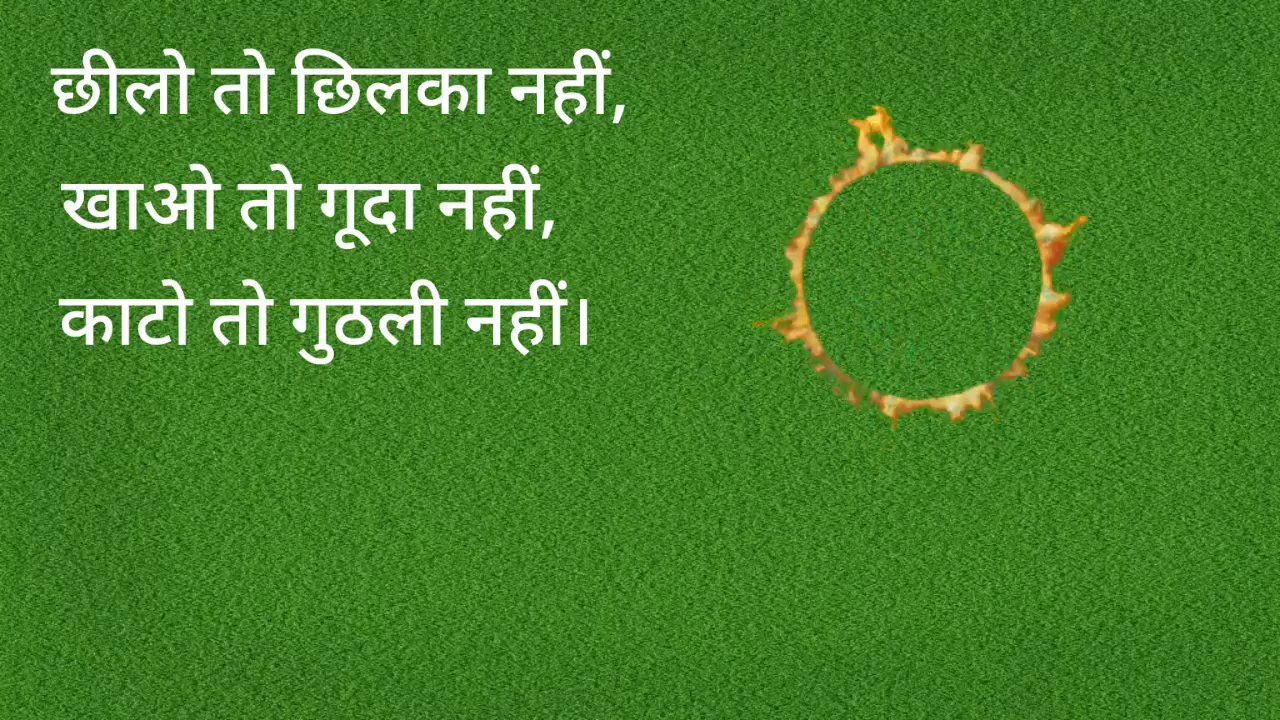 छीलो तो छिलका नहीं,
खाओ तो गूदा नहीं,
काटो तो गुठली नहीं।